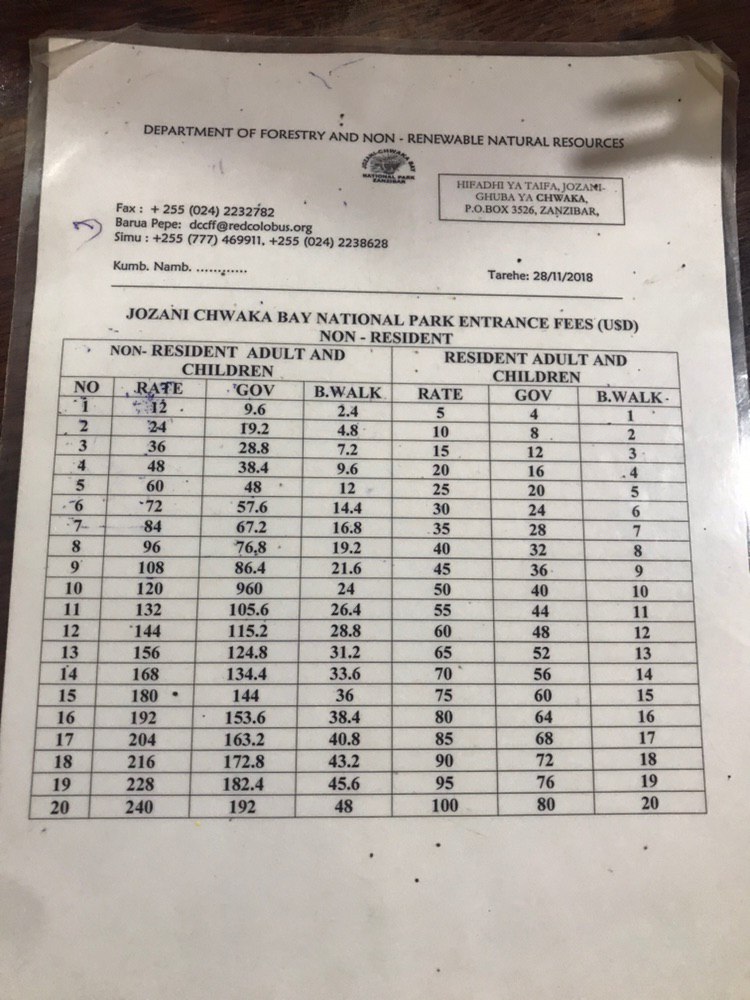 DEPARTMENT OF FORESTRY AND NON - RENEWABLE NATURAL RESOURCES
JOZANI-CHWAKA BAY
NATIONAL PARK
ZANZIBAR
HIFADHI YA TAIFA, JOZANI-
GHUBA YA CHWAKA,
P.O.BOX 3526, ZANZIBAR,
Fax : + 255 (024) 2232782
Barua Pepe: dccff@redcolobus.org
Simu : +255 (777) 469911, +255 (024) 2238628
Kumb. Namb. ............
Tarehe: 28/11/2018
JOZANI CHWAKA BAY NATIONAL PARK ENTRANCE FEES (U$D)
NON - RESIDENT
NON- RESIDENT ADULT AND CHILDREN RESIDENT ADULT AND CHILDREN
NO RATE GOV B.WALK RATE GOV B.WALK
1 12 9.6 2.4 5 4 1
2 24 19.2 4.8 10 8 2
3 36 28.8 7.2 15 12 3
4 48 38.4 9.6 20 16 4
5 60 48 12 25 20 5
6 72 57.6 14.4 30 24 6
7 84 67.2 16.8 35 28 7
8 96 76,8 19.2 40 32 8
9 108 86.4 21.6 45 36 9
10 120 960 24 50 40 10
11 132 105.6 26.4 55 44 11
12 144 115.2 28.8 60 48 12
13 156 124.8 31.2 65 52 13
14 168 134.4 33.6 70 56 14
15 180 144 36 75 60 15
16 192 153.6 38.4 80 64 16
17 204 163.2 40.8 85 68 17
18 216 172.8 43.2 90 72 18
19 228 182.4 45.6 95 76 19
20 240 192 48 100 80 20